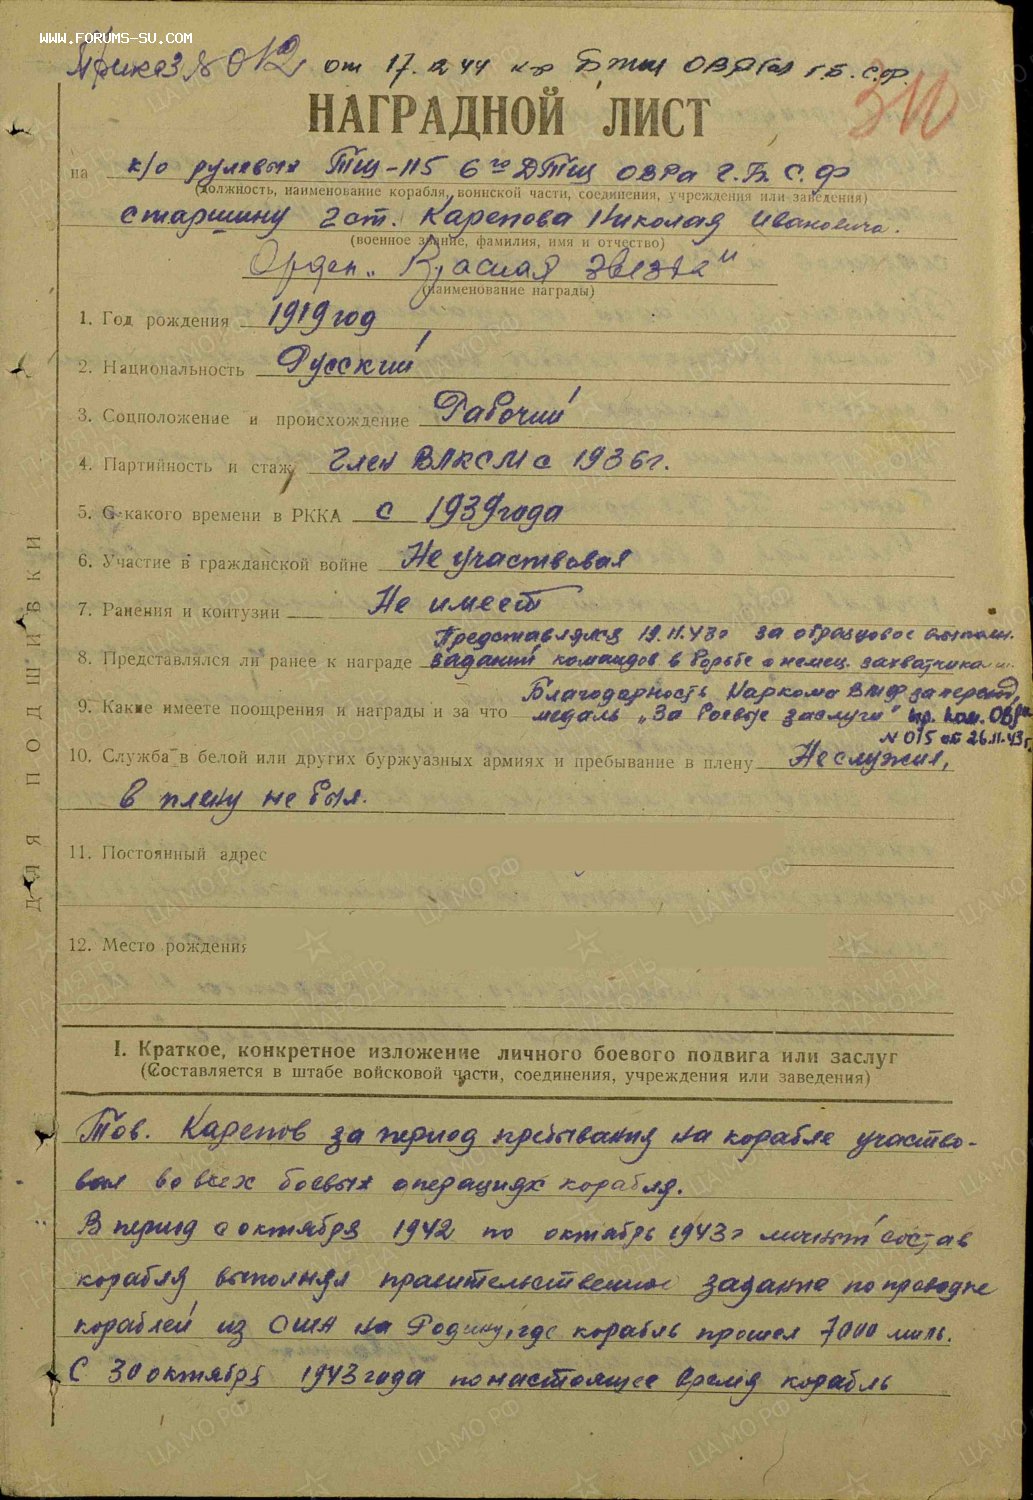 www.forums-su.com
Приказ № 012 от 17.2.44 ОВРа Г.Б. С.Ф.
310
НАГРАДНОЙ ЛИСТ
на к/о рулевых ТЩ-115 6го ДТЩ ОВРа Г.Б. С.Ф
(должность, наименование корабля, воинской части, соединения, учреждения или заведения)
старшину 2 ст. Карепова Николая Ивановича.
(военное звание, фамилия, имя и отчество)
Орден „Красная звезда"
(наименование награды)
1. Год рождения 1919 год
2. Национальность Русский
3. Соцположение и происхождение Рабочий
4. Партийность и стаж Член ВЛКСМ с 1936 г.
5. С какого времени в РККА с 1939 года
6. Участие в гражданской войне Не участвовал
7. Ранения и контузии Не имеет
Представлялся 19.11.43г за образцовое выполн.
8. Представлялся ли ранее к награде заданий командов. в борьбе с немец. захватчиками
Благодарность Наркома ВМФ за переход,
9. Какие имеете поощрения и награды и за что медаль „За боевые заслуги" пр. ком. ОВРа
N 015 от 26.11.43 г.
10. Служба в белой или других буржуазных армиях и пребывание в плену Не служил,
в плену не был.
11. Постоянный адрес
12. Место рождения
ДЛЯ ПОДШИВКИ
I. Краткое, конкретное изложение личного боевого подвига или заслуг
(Составляется в штабе войсковой части, соединения, учреждения или заведения)
Тов. Карепов за период пребывания на корабле участво-
вал во всех боевых операциях корабля.
В период с октября 1942 по октябрь 1943г личный состав
корабля выполнял правительственное задание по проводке
кораблей из США на Родину, где корабль прошел 7000 миль.
С 30 октября 1943 года по настоящее время корабль